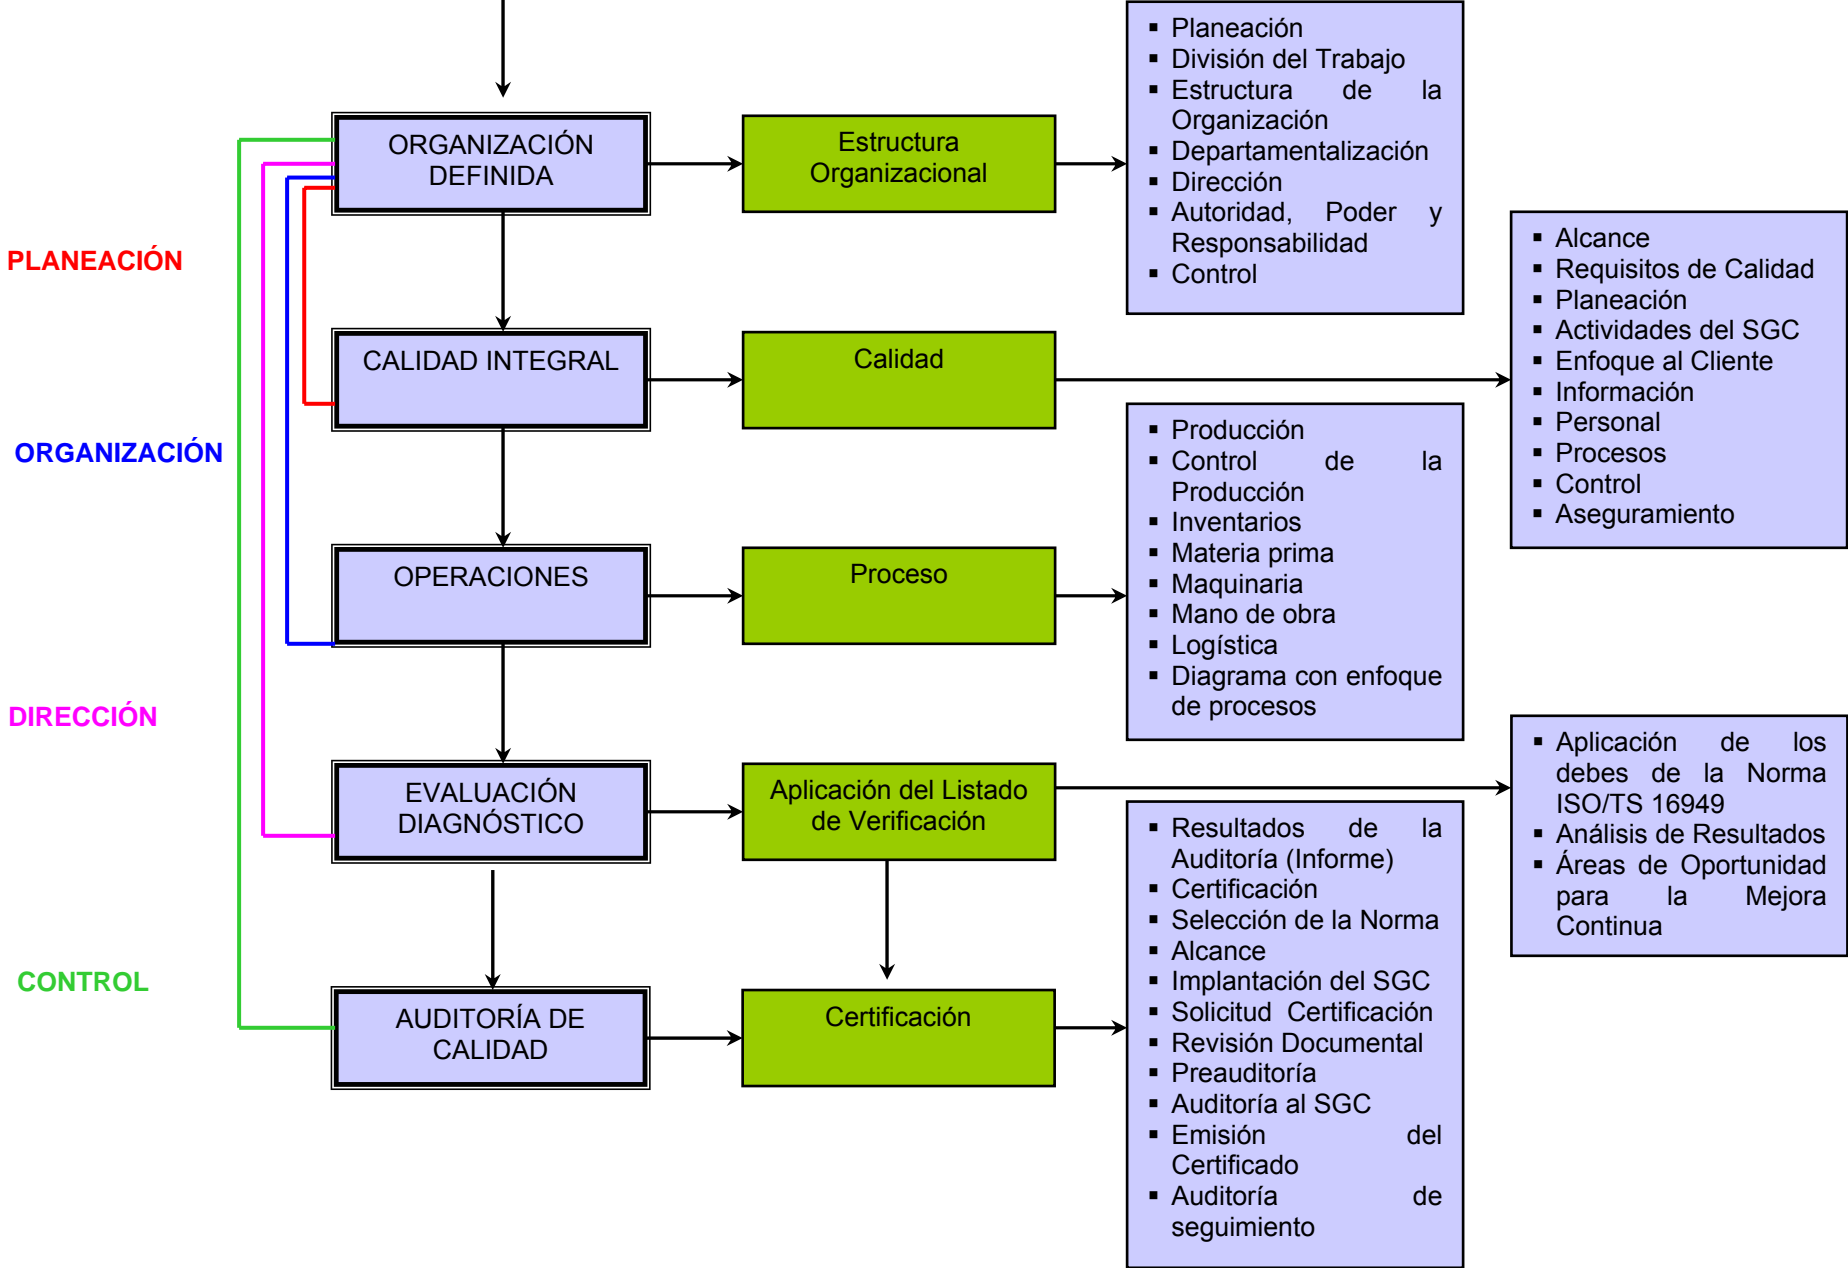 PLANEACIÓN
ORGANIZACIÓN
DIRECCIÓN
CONTROL
ORGANIZACIÓN
DEFINIDA
Estructura
Organizacional
▪ Planeación
▪ División del Trabajo
▪ Estructura de la
Organización
▪ Departamentalización
▪ Dirección
▪ Autoridad, Poder y
Responsabilidad
▪ Control
CALIDAD INTEGRAL
Calidad
▪ Alcance
▪ Requisitos de Calidad
▪ Planeación
▪ Actividades del SGC
▪ Enfoque al Cliente
▪ Información
▪ Personal
▪ Procesos
▪ Control
▪ Aseguramiento
OPERACIONES
Proceso
▪ Producción
▪ Control de la
Producción
▪ Inventarios
▪ Materia prima
▪ Maquinaria
▪ Mano de obra
▪ Logística
▪ Diagrama con enfoque
de procesos
EVALUACIÓN
DIAGNÓSTICO
Aplicación del Listado
de Verificación
▪ Aplicación de los
debes de la Norma
ISO/TS 16949
▪ Análisis de Resultados
▪ Áreas de Oportunidad
para la Mejora
Continua
AUDITORÍA DE
CALIDAD
Certificación
▪ Resultados de la
Auditoría (Informe)
▪ Certificación
▪ Selección de la Norma
▪ Alcance
▪ Implantación del SGC
▪ Solicitud Certificación
▪ Revisión Documental
▪ Preauditoría
▪ Auditoría al SGC
▪ Emisión del
Certificado
▪ Auditoría de
seguimiento